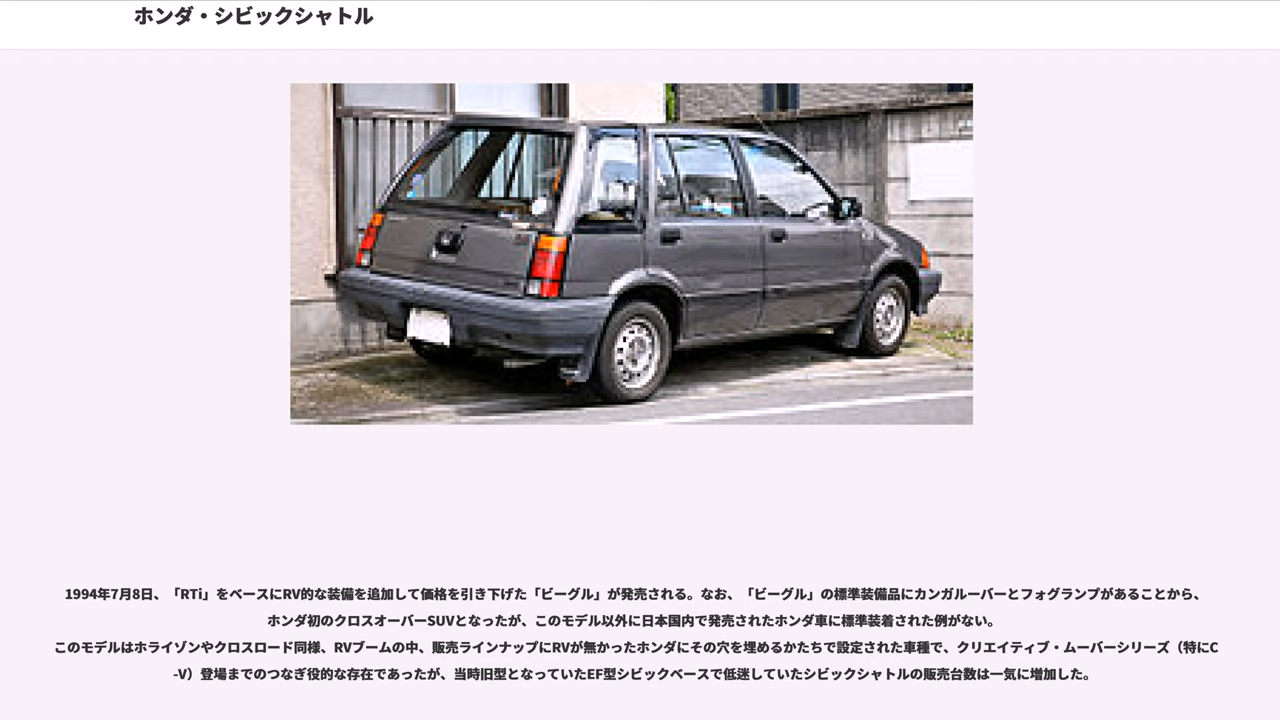 ホンダ・シビックシャトル
1994年7月8日、「RTi」をベースにRV的な装備を追加して価格を引き下げた「ビーグル」が発売される。なお、「ビーグル」の標準装備品にカンガルーバーとフォグランプがあることから、
ホンダ初のクロスオーバーSUVとなったが、このモデル以外に日本国内で発売されたホンダ車に標準装着された例がない。
このモデルはホライゾンやクロスロード同様、RVブームの中、販売ラインナップにRVが無かったホンダにその穴を埋めるかたちで設定された車種で、クリエイティブ・ムーバーシリーズ（特にC
-V）登場までのつなぎ役的な存在であったが、当時旧型となっていたEF型シビックベースで低迷していたシビックシャトルの販売台数は一気に増加した。